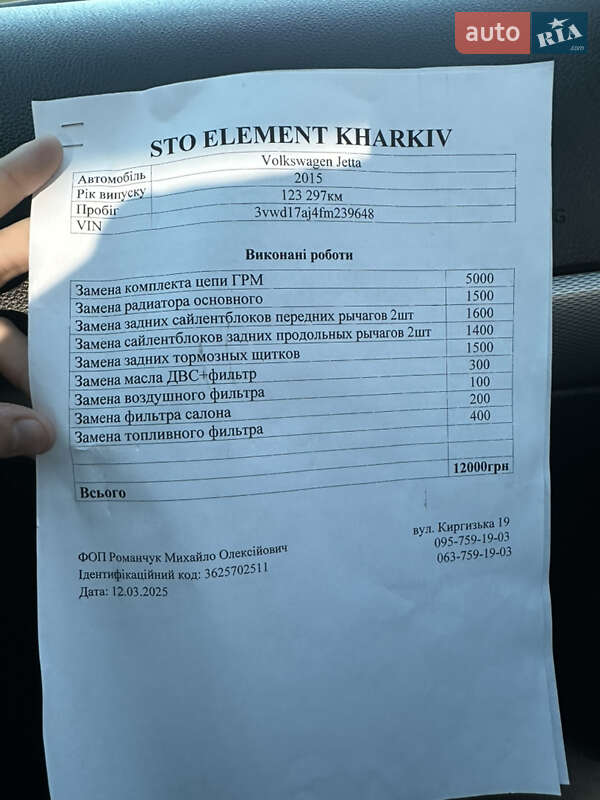 auto RIA.com
STO ELEMENT KHARKIV
Автомобіль Volkswagen Jetta
Рік випуску 2015
Пробіг 123 297км
VIN 3vwd17aj4fm239648
Виконані роботи
Замена комплекта цепи ГРМ 5000
Замена радиатора основного 1500
Замена задних сайлентблоков передних рычагов 2шт 1600
Замена сайлентблоков задних продольных рычагов 2шт 1400
Замена задних тормозных щитков 1500
Замена масла ДВС+фильтр 300
Замена воздушного фильтра 100
Замена фильтра салона 200
Замена топливного фильтра 400
Всього 12000грн
ФОП Романчук Михайло Олексійович
Ідентифікаційний код: 3625702511
Дата: 12.03.2025
вул. Киргизька 19
095-759-19-03
063-759-19-03